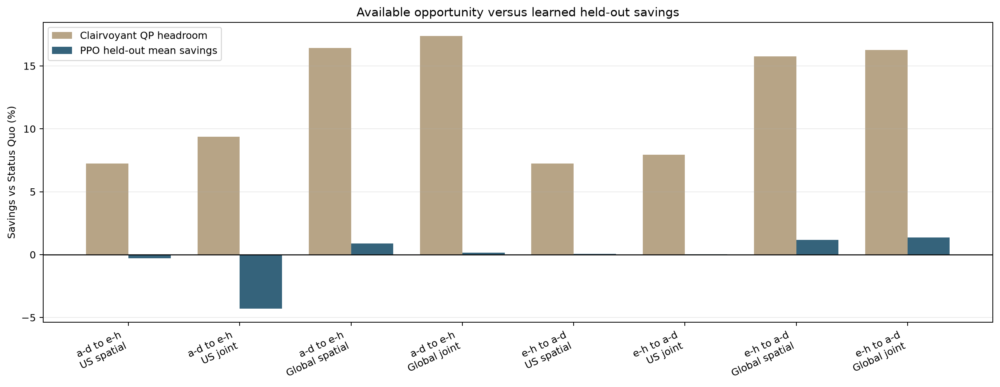 Available opportunity versus learned held-out savings
Clairvoyant QP headroom
PPO held-out mean savings
Savings vs Status Quo (%)
15
10
5
0
−5
a-d to e-h
US spatial
a-d to e-h
US joint
a-d to e-h
Global spatial
a-d to e-h
Global joint
e-h to a-d
US spatial
e-h to a-d
US joint
e-h to a-d
Global spatial
e-h to a-d
Global joint